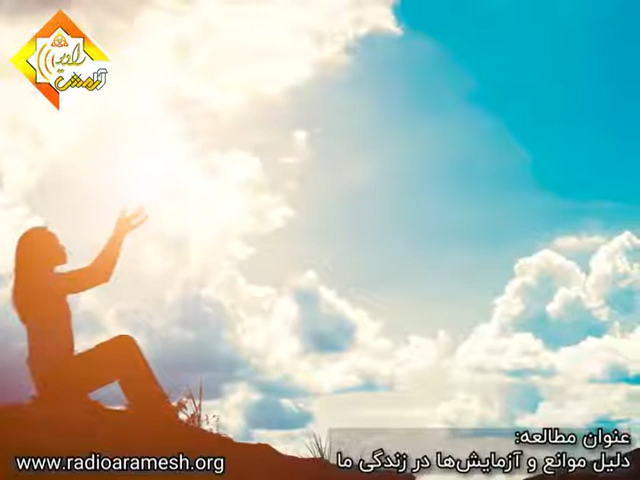 رادیو
آرامش
عنوان مطالعه:
دلیل موانع و آزمایش‌ها در زندگی ما
www.radioaramesh.org